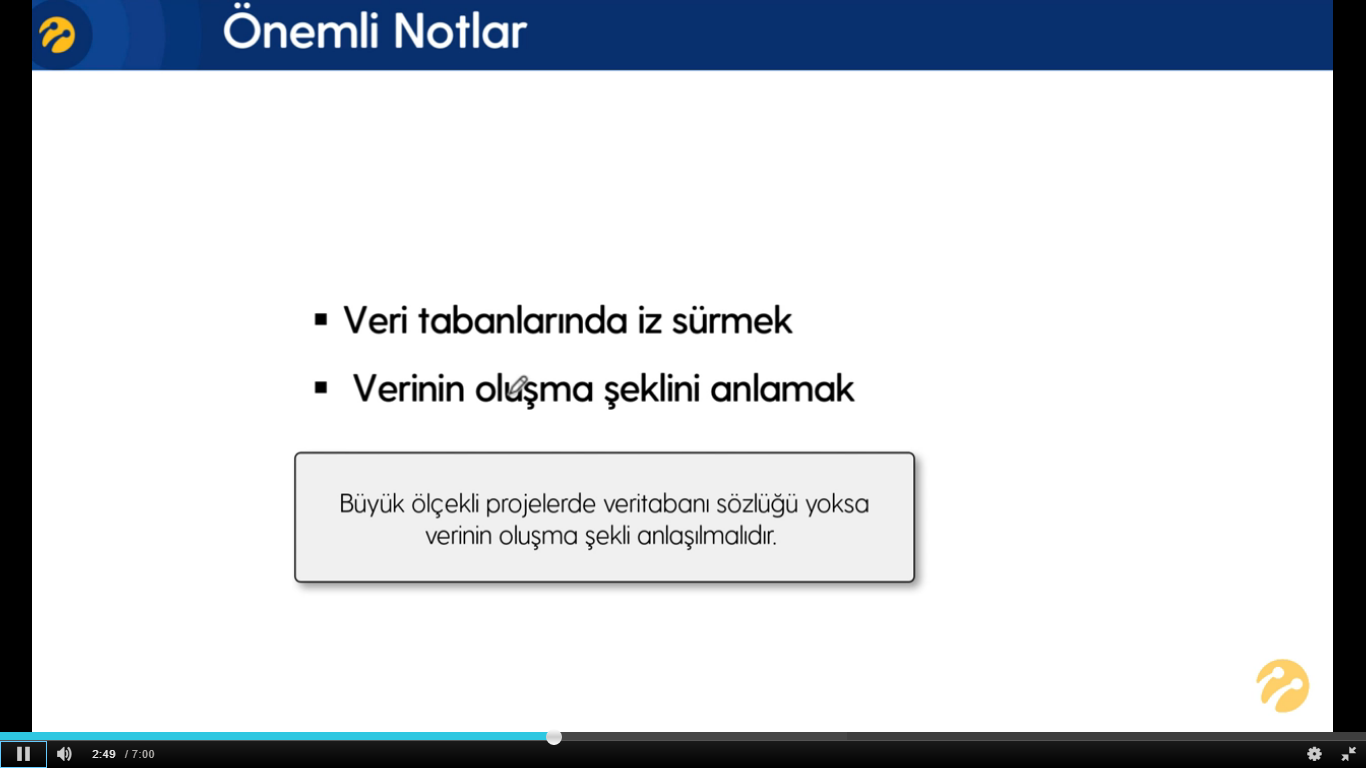 Önemli Notlar
▪ Veri tabanlarında iz sürmek
▪ Verinin oluşma şeklini anlamak
Büyük ölçekli projelerde veritabanı sözlüğü yoksa
verinin oluşma şekli anlaşılmalıdır.
2:49 / 7:00